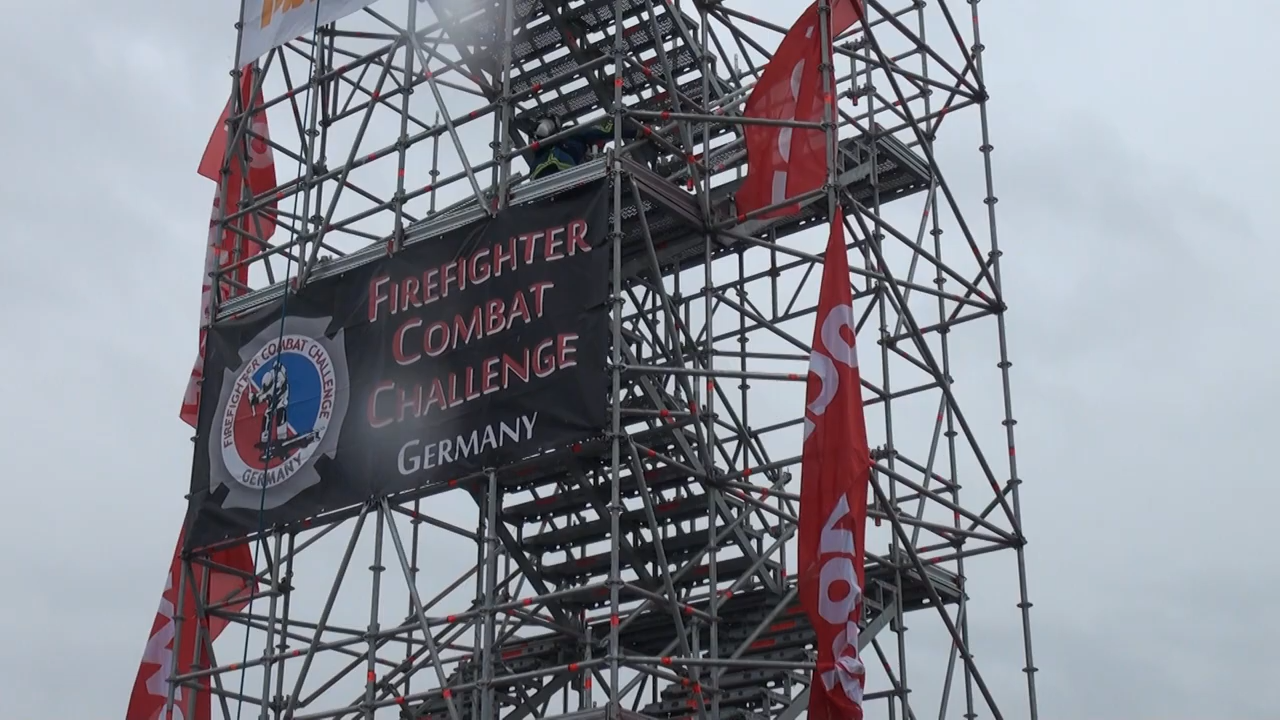 FIREFIGHTER
COMBAT
CHALLENGE
GERMANY
FIREFIGHTER COMBAT CHALLENGE
GERMANY